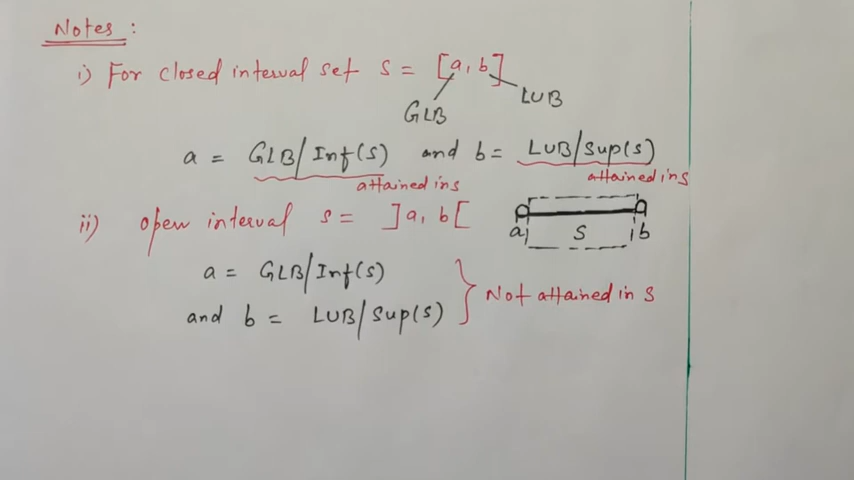 Notes :
i) For closed interval set S = [a, b]
GLB
LUB
a = GLB/Inf(S) and b = LUB/Sup(S)
attained in S
attained in S
ii) open interval S = ]a, b[
a S b
a = GLB/Inf(S)
and b = LUB/Sup(S)
Not attained in S